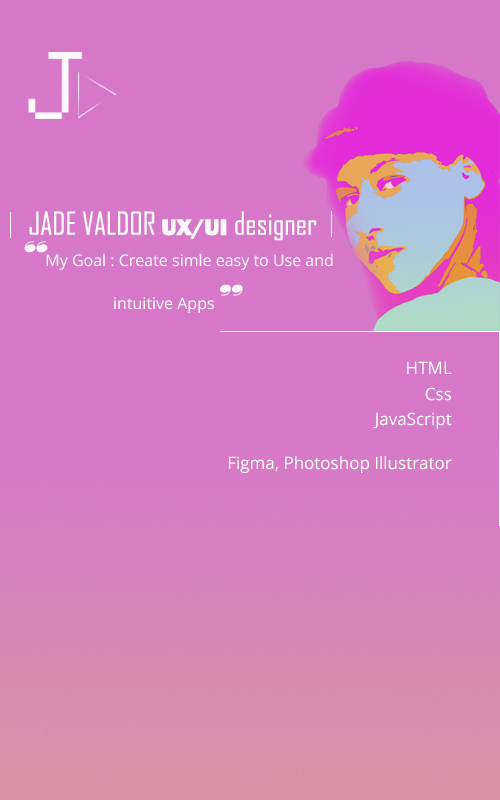 J
JADE VALDOR UX/UI designer
“My Goal : Create simle easy to Use and
intuitive Apps ”
HTML
Css
JavaScript
Figma, Photoshop Illustrator